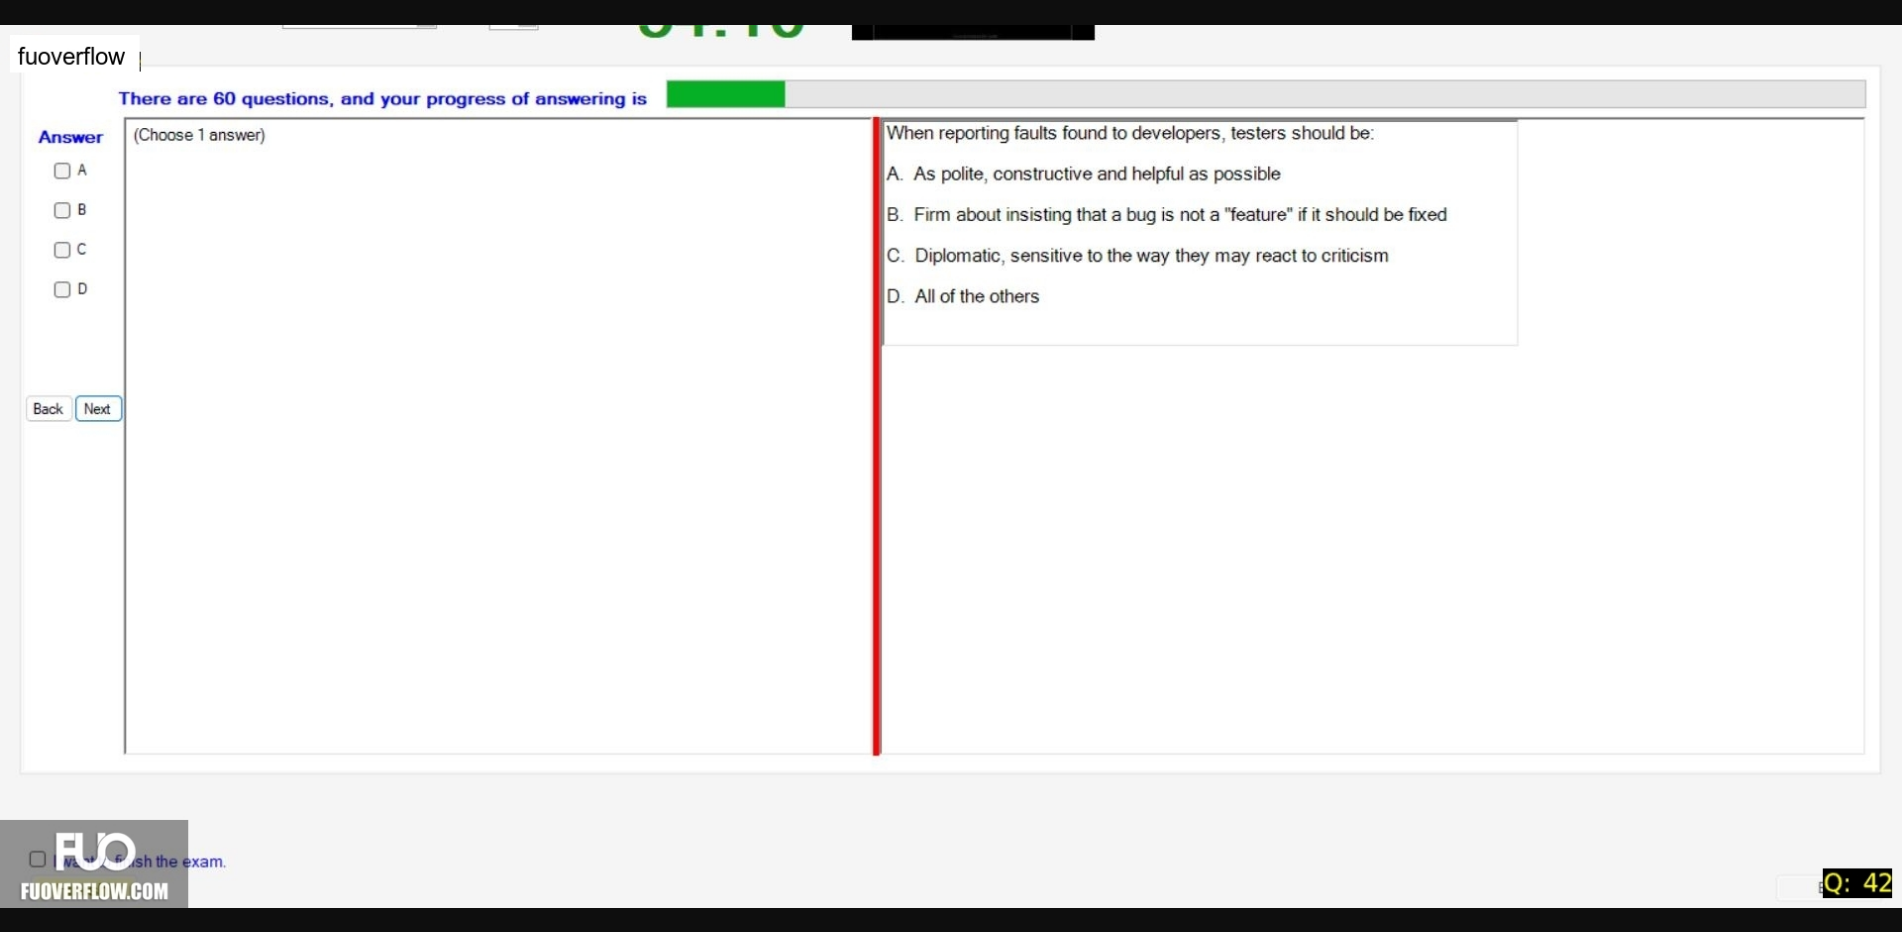 fuoverflow
There are 60 questions, and your progress of answering is
Answer
(Choose 1 answer)
A
B
C
D
Back Next
When reporting faults found to developers, testers should be:
A. As polite, constructive and helpful as possible
B. Firm about insisting that a bug is not a "feature" if it should be fixed
C. Diplomatic, sensitive to the way they may react to criticism
D. All of the others
FUO
the exam.
FUOVERFLOW.COM
Q: 42